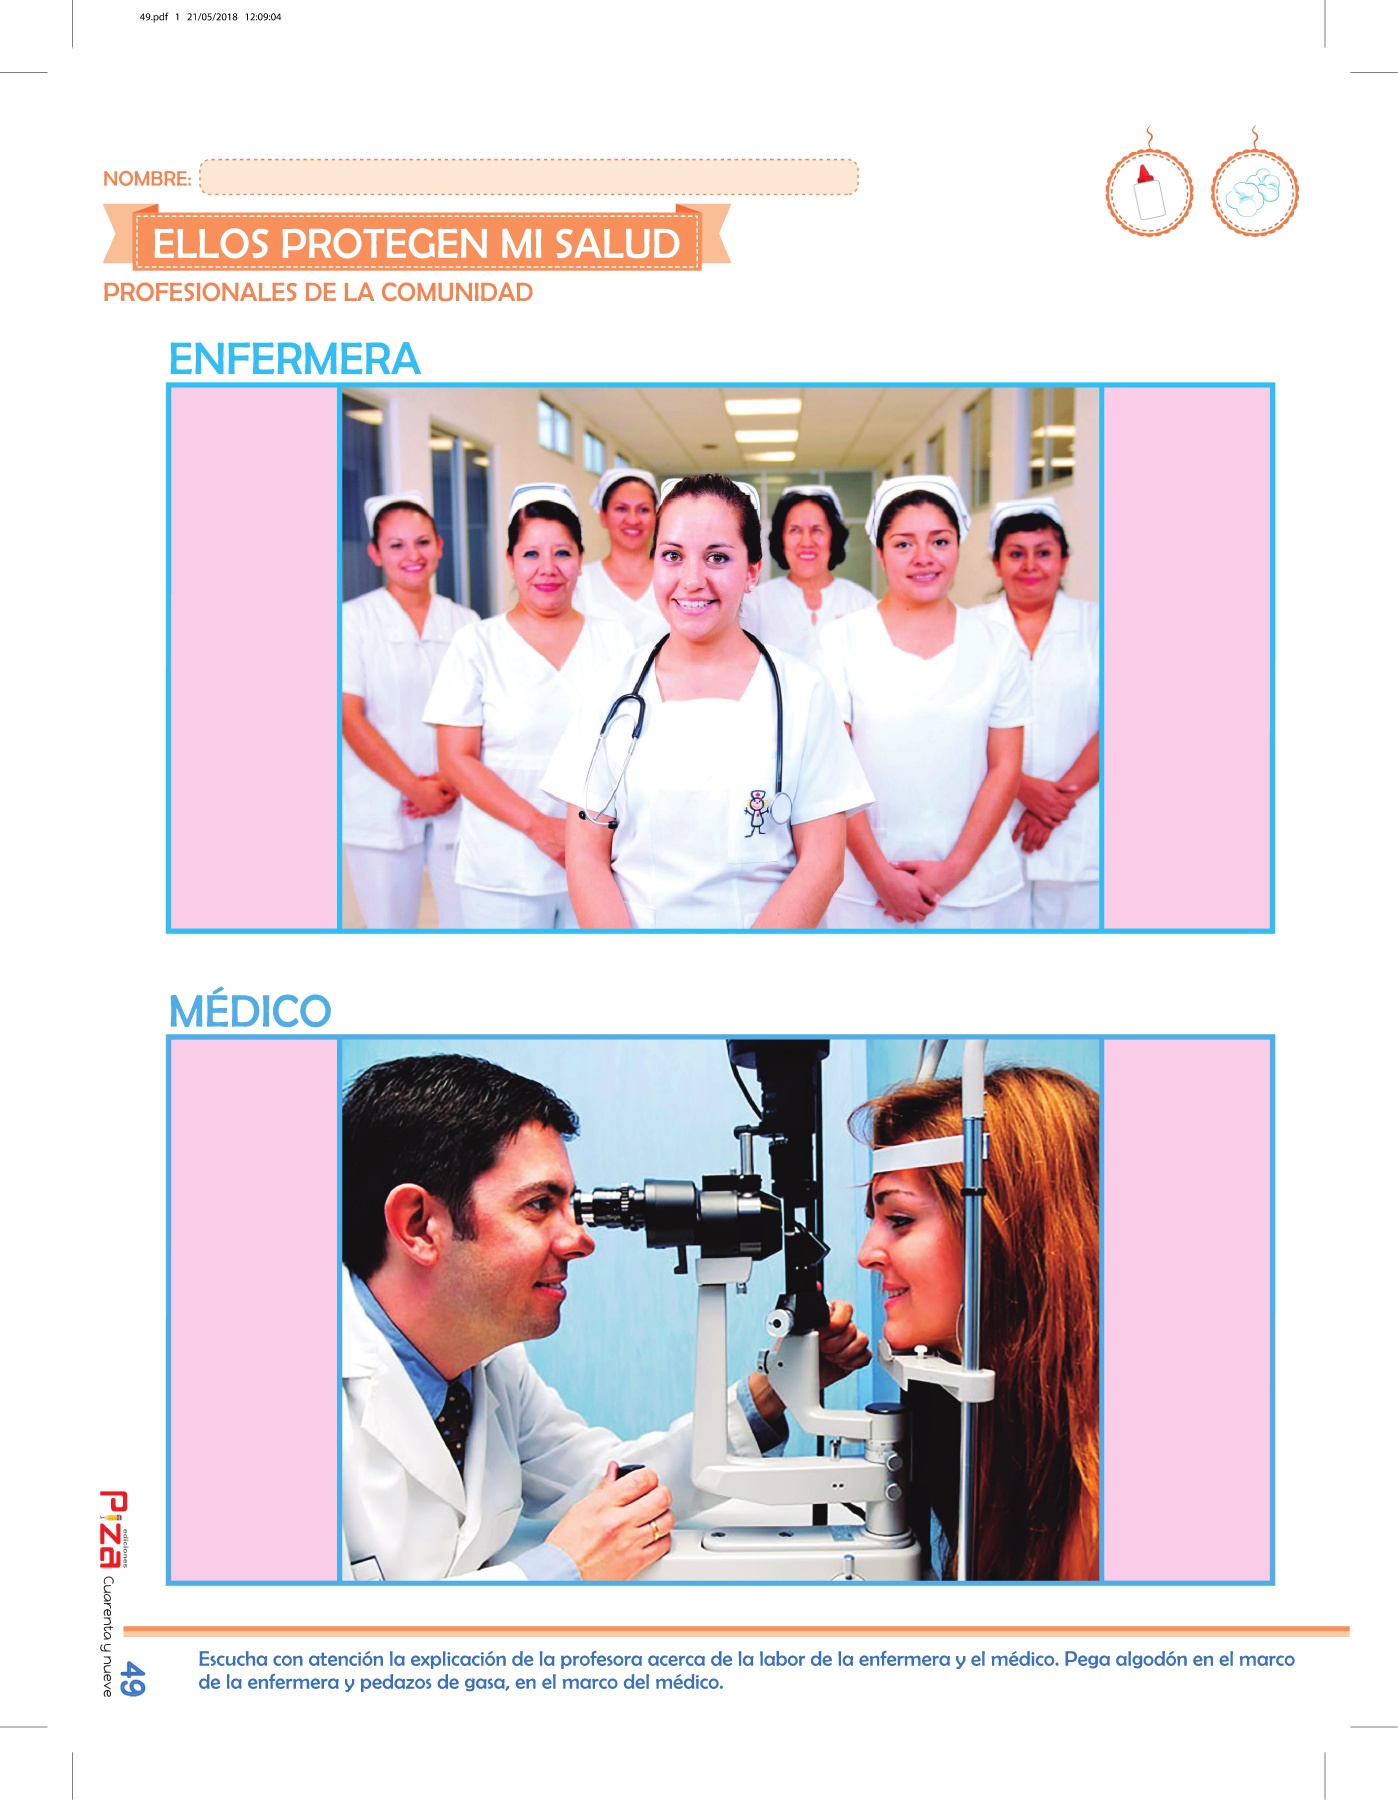 49.pdf 1 21/05/2018 12:09:04
NOMBRE:
ELLOS PROTEGEN MI SALUD
PROFESIONALES DE LA COMUNIDAD
ENFERMERA
MÉDICO
Piza
ediciones
Cuarenta y nueve
49
Escucha con atención la explicación de la profesora acerca de la labor de la enfermera y el médico. Pega algodón en el marco
de la enfermera y pedazos de gasa, en el marco del médico.